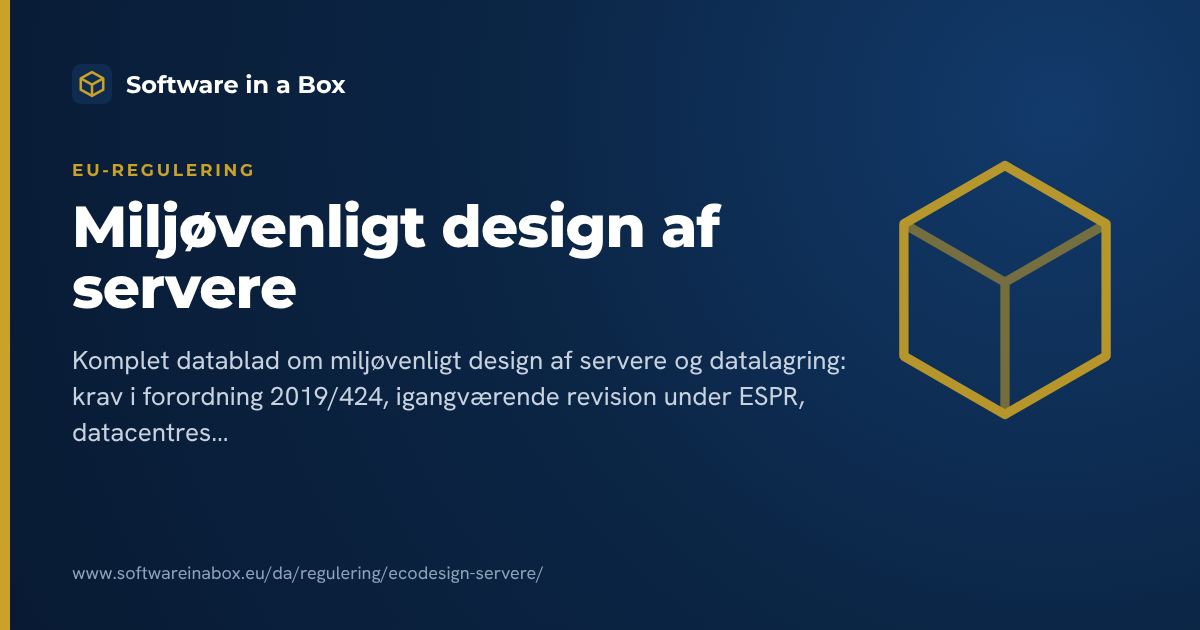 Software in a Box
EU-REGULERING
Miljøvenligt design af
servere
Komplet datablad om miljøvenligt design af servere og datalagring:
krav i forordning 2019/424, igangværende revision under ESPR,
datacentres...
www.softwareinabox.eu/da/regulering/ecodesign-servere/